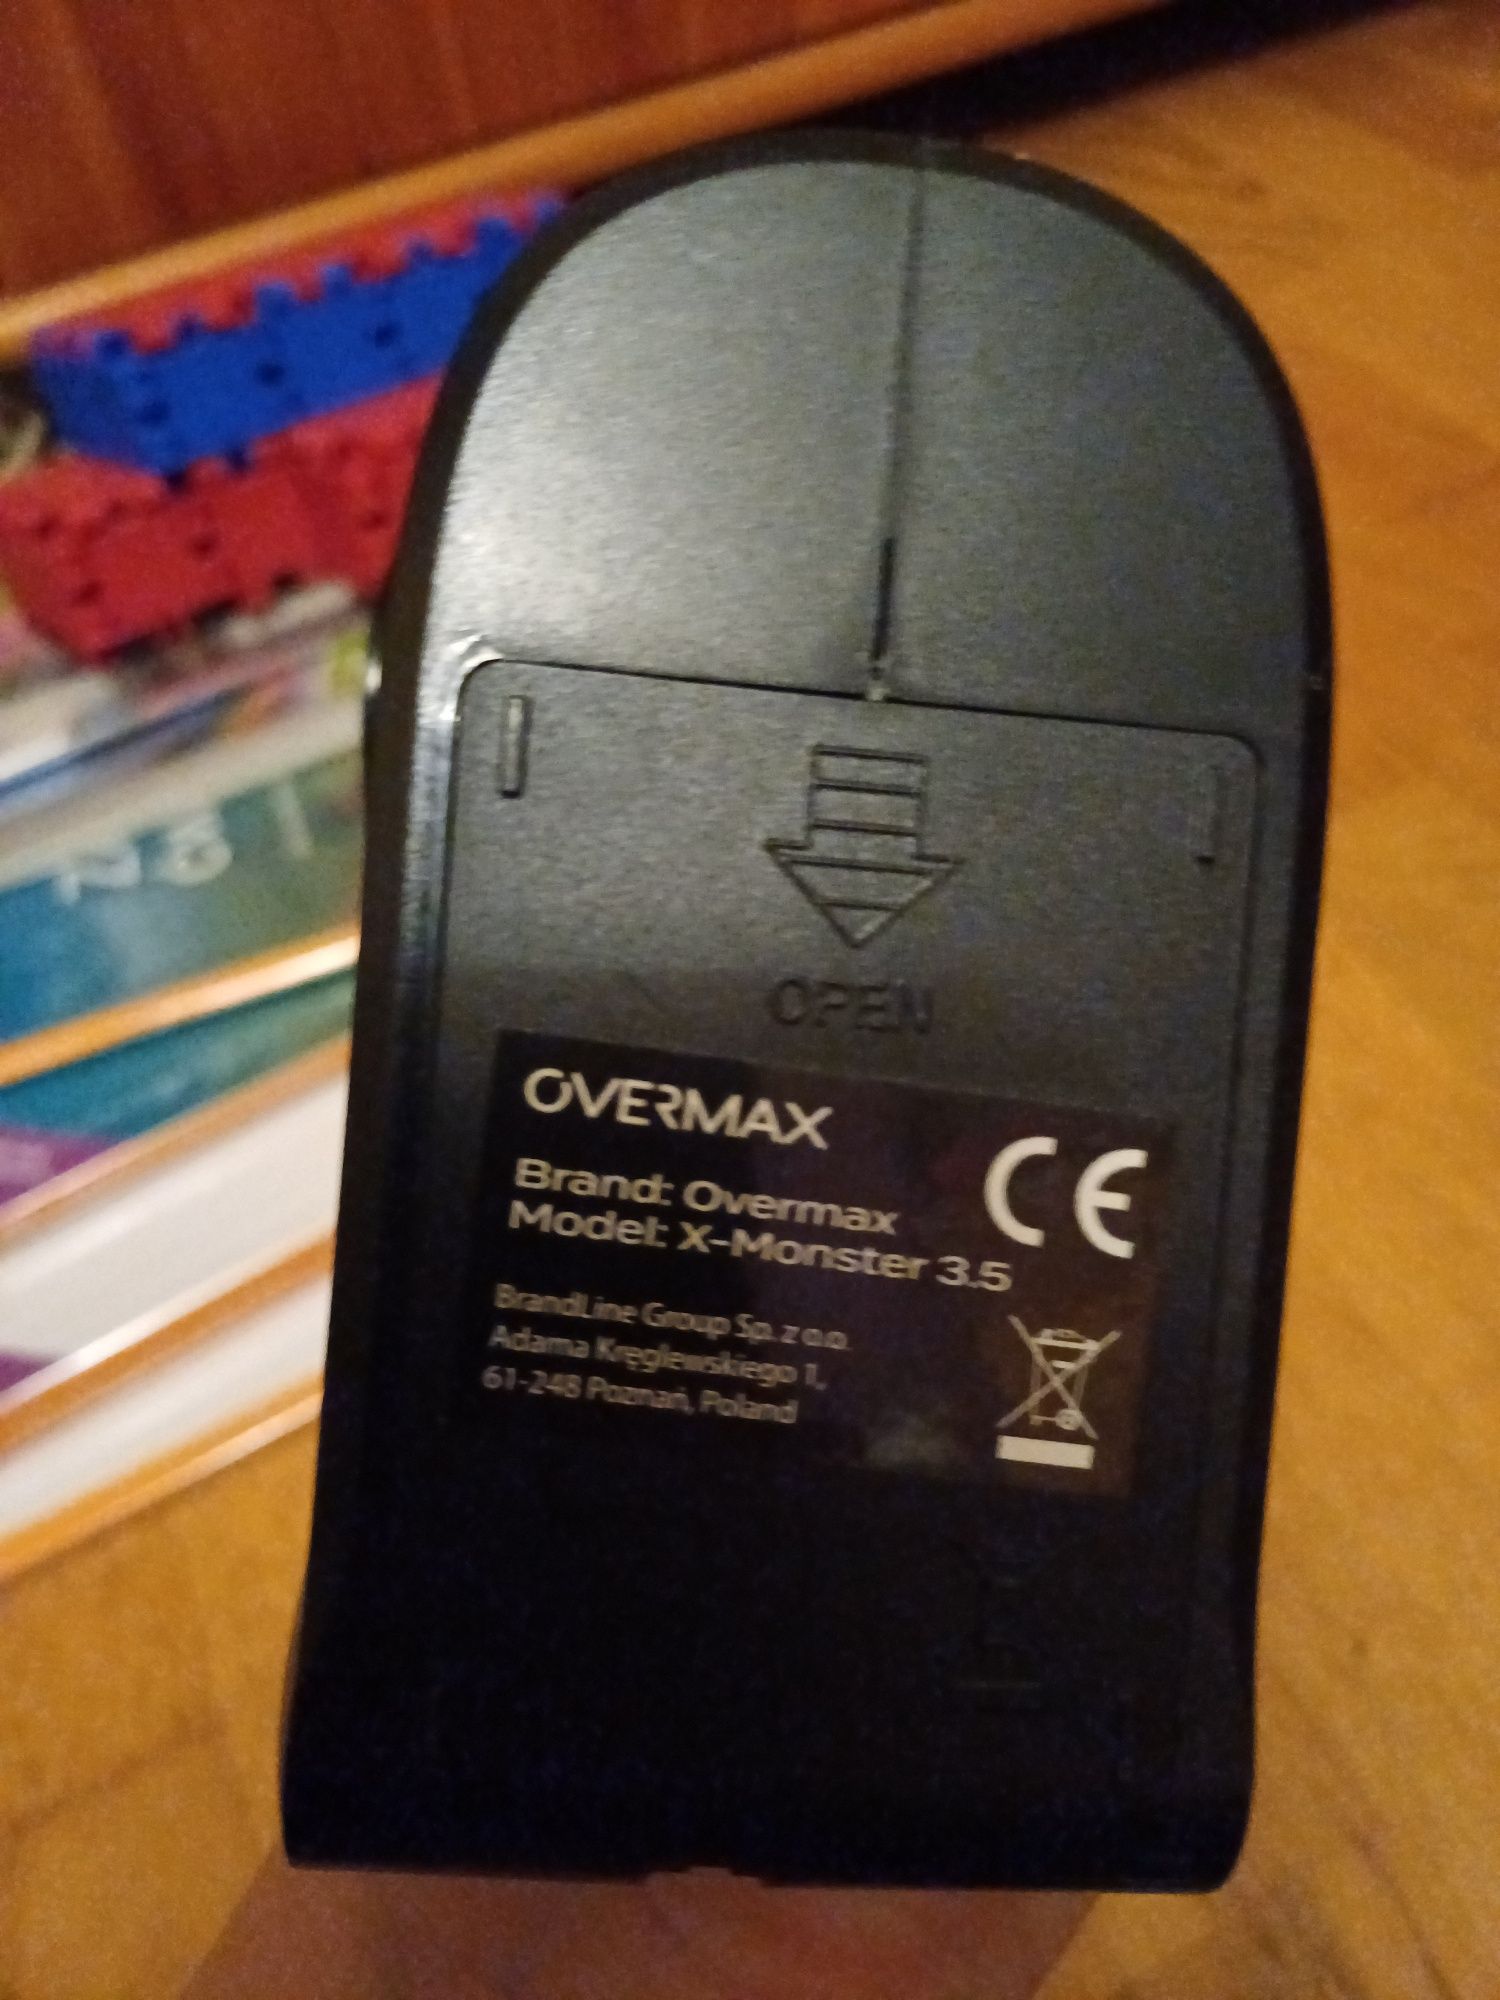 OPEN
OVERMAX
CE
Brand: Overmax
Model: X-Monster 3.5
BrandLine Group Sp. z o.o.
Adama Kręglewskiego 1,
61-248 Poznań, Poland